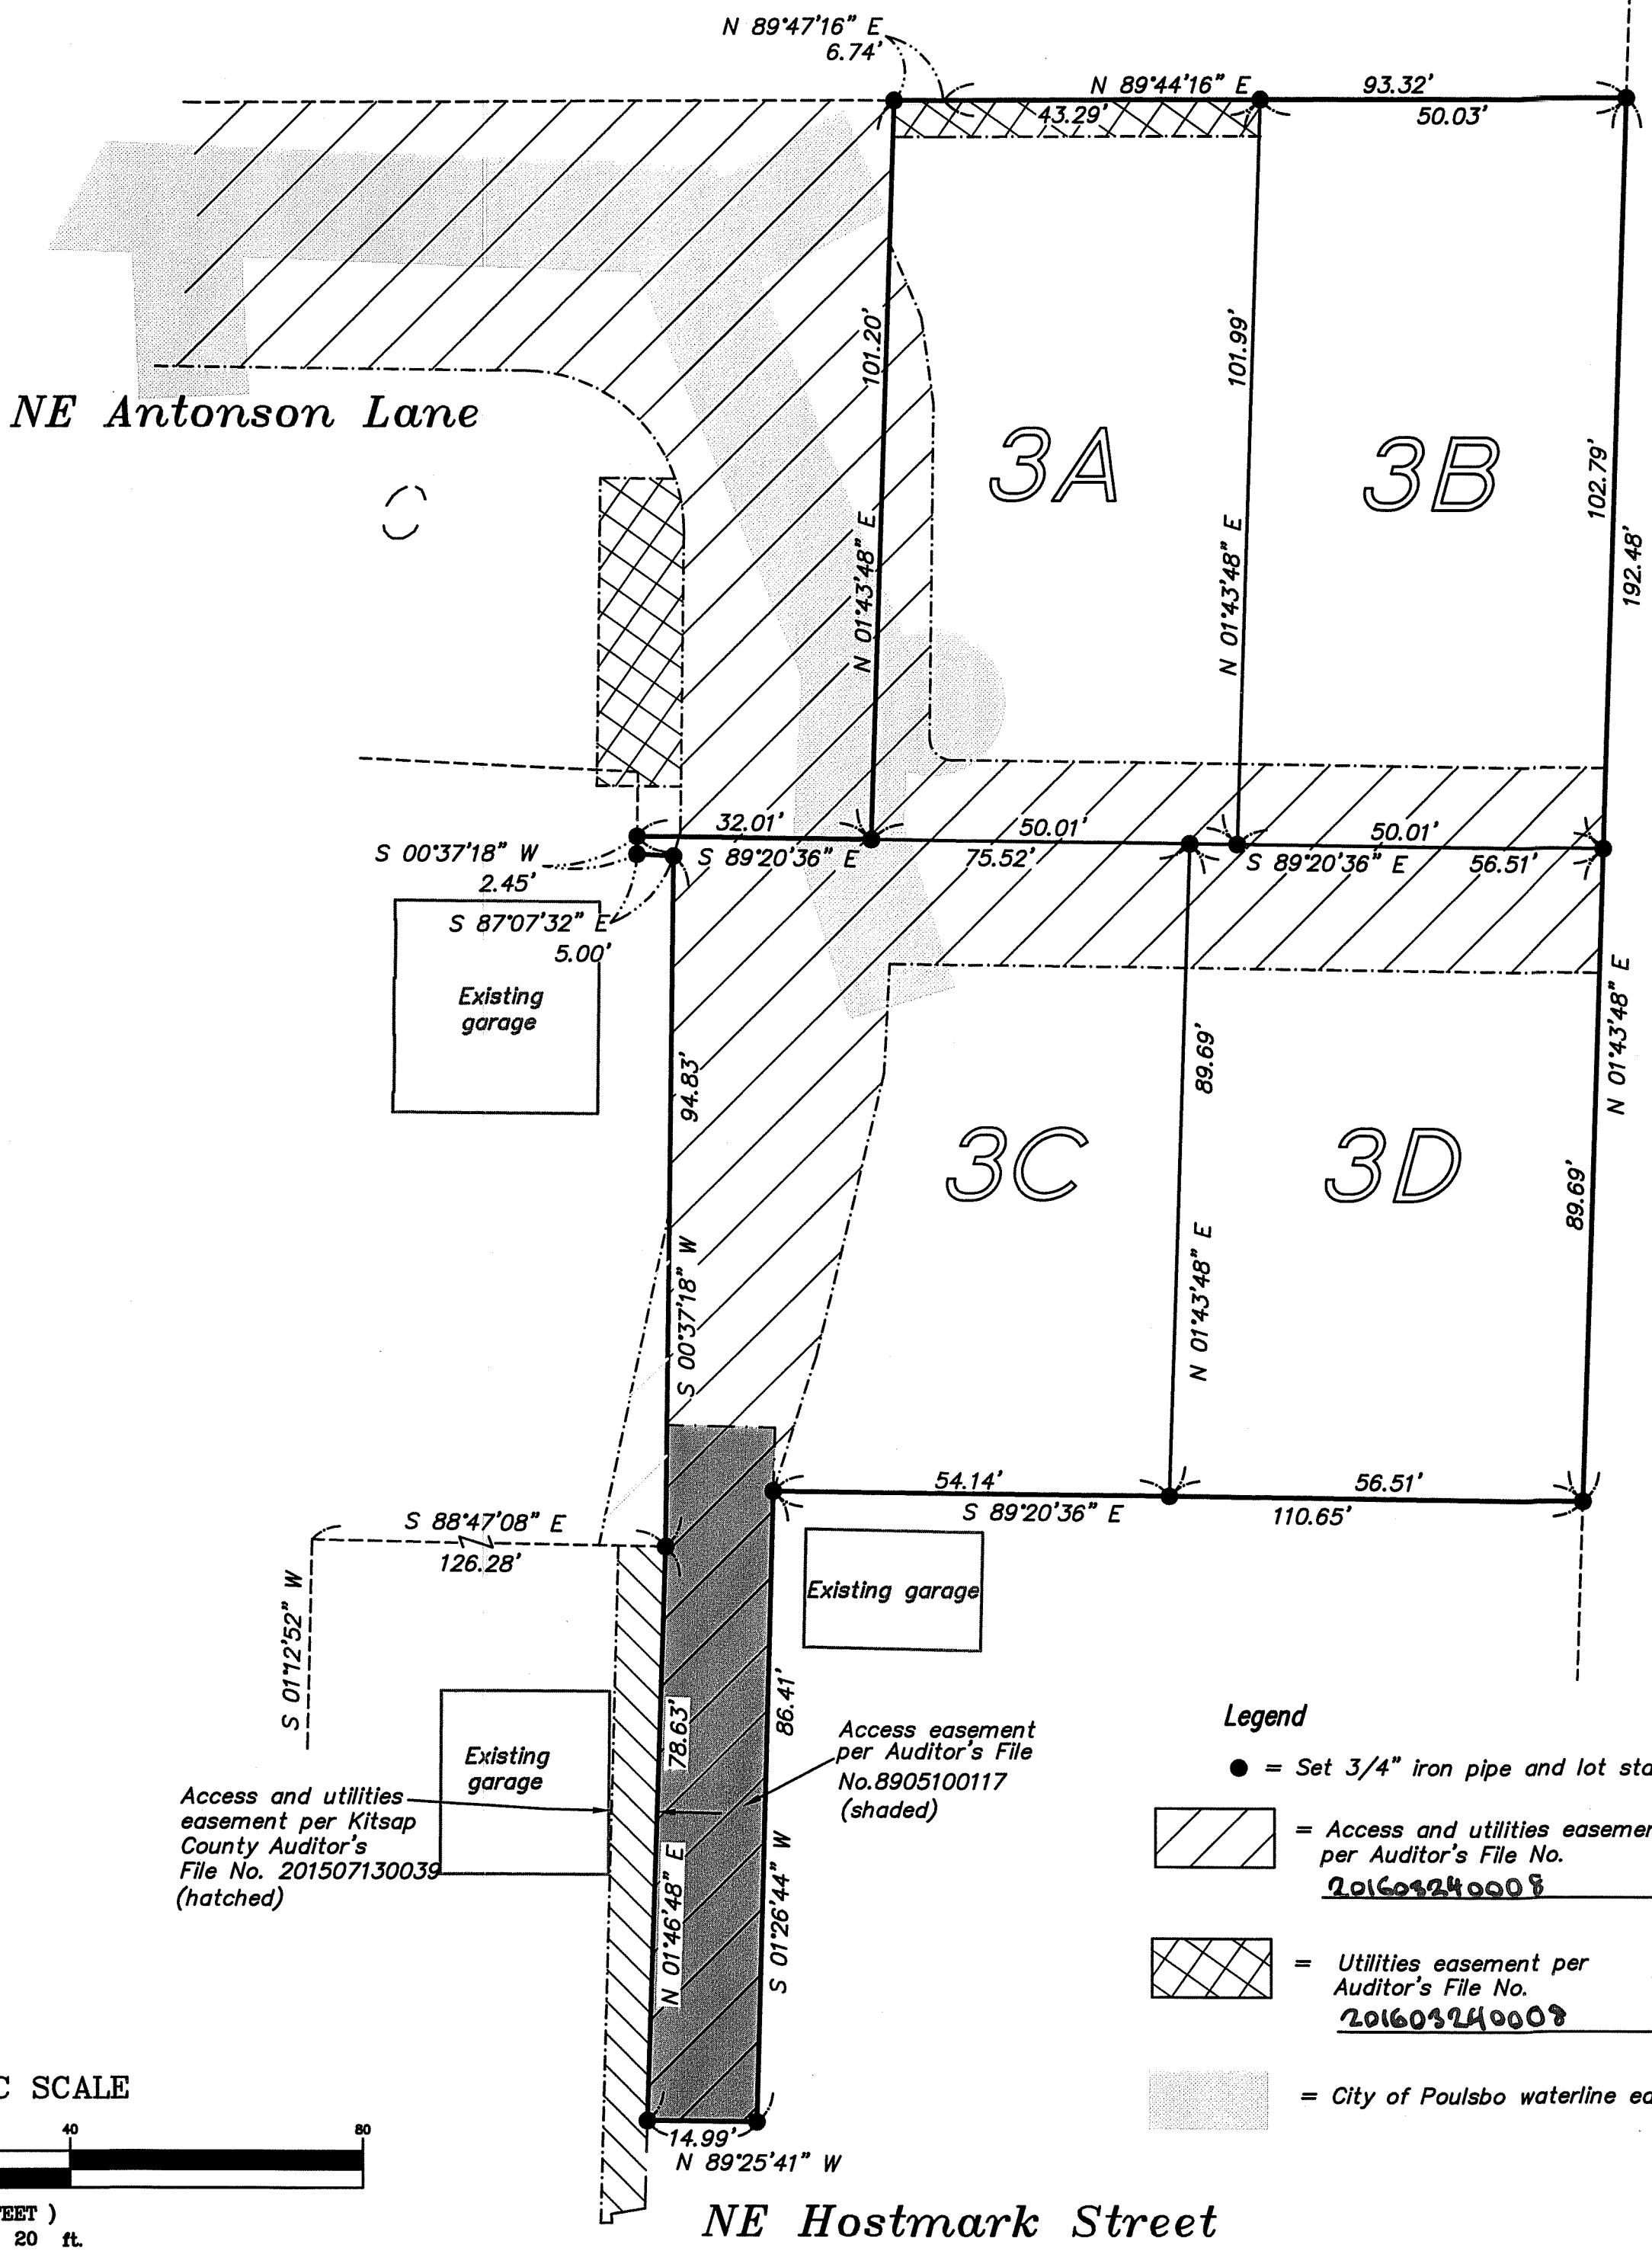 N 89°47'16" E
6.74'
N 89°44'16" E
93.32'
43.29'
50.03'
101.20'
101.99'
102.79'
192.48'
NE Antonson Lane
3A
3B
N 01°43'48" E
N 01°43'48" E
32.01'
50.01'
50.01'
S 00°37'18" W
2.45'
S 89°20'36" E
75.52'
S 89°20'36" E
56.51'
S 87°07'32" E
5.00'
Existing
garage
94.83'
89.69'
N 01°43'48" E
3C
3D
89.69'
S 00°37'18" W
N 01°43'48" E
54.14'
56.51'
S 89°20'36" E
110.65'
S 88°47'08" E
126.28'
Existing garage
S 01°12'52" W
78.63'
86.41'
Existing
garage
Access easement
per Auditor's File
No.8905100117
(shaded)
Access and utilities
easement per Kitsap
County Auditor's
File No. 201507130039
(hatched)
N 01°46'48" E
S 01°26'44" W
Legend
= Set 3/4" iron pipe and lot
= Access and utilities
per Auditor's File No.
201603240008
= Utilities easement per
Auditor's File No.
201603240008
= City of Poulsbo waterline
14.99'
N 89°25'41" W
NE Hostmark Street
C SCALE
40
80
)
20 ft.